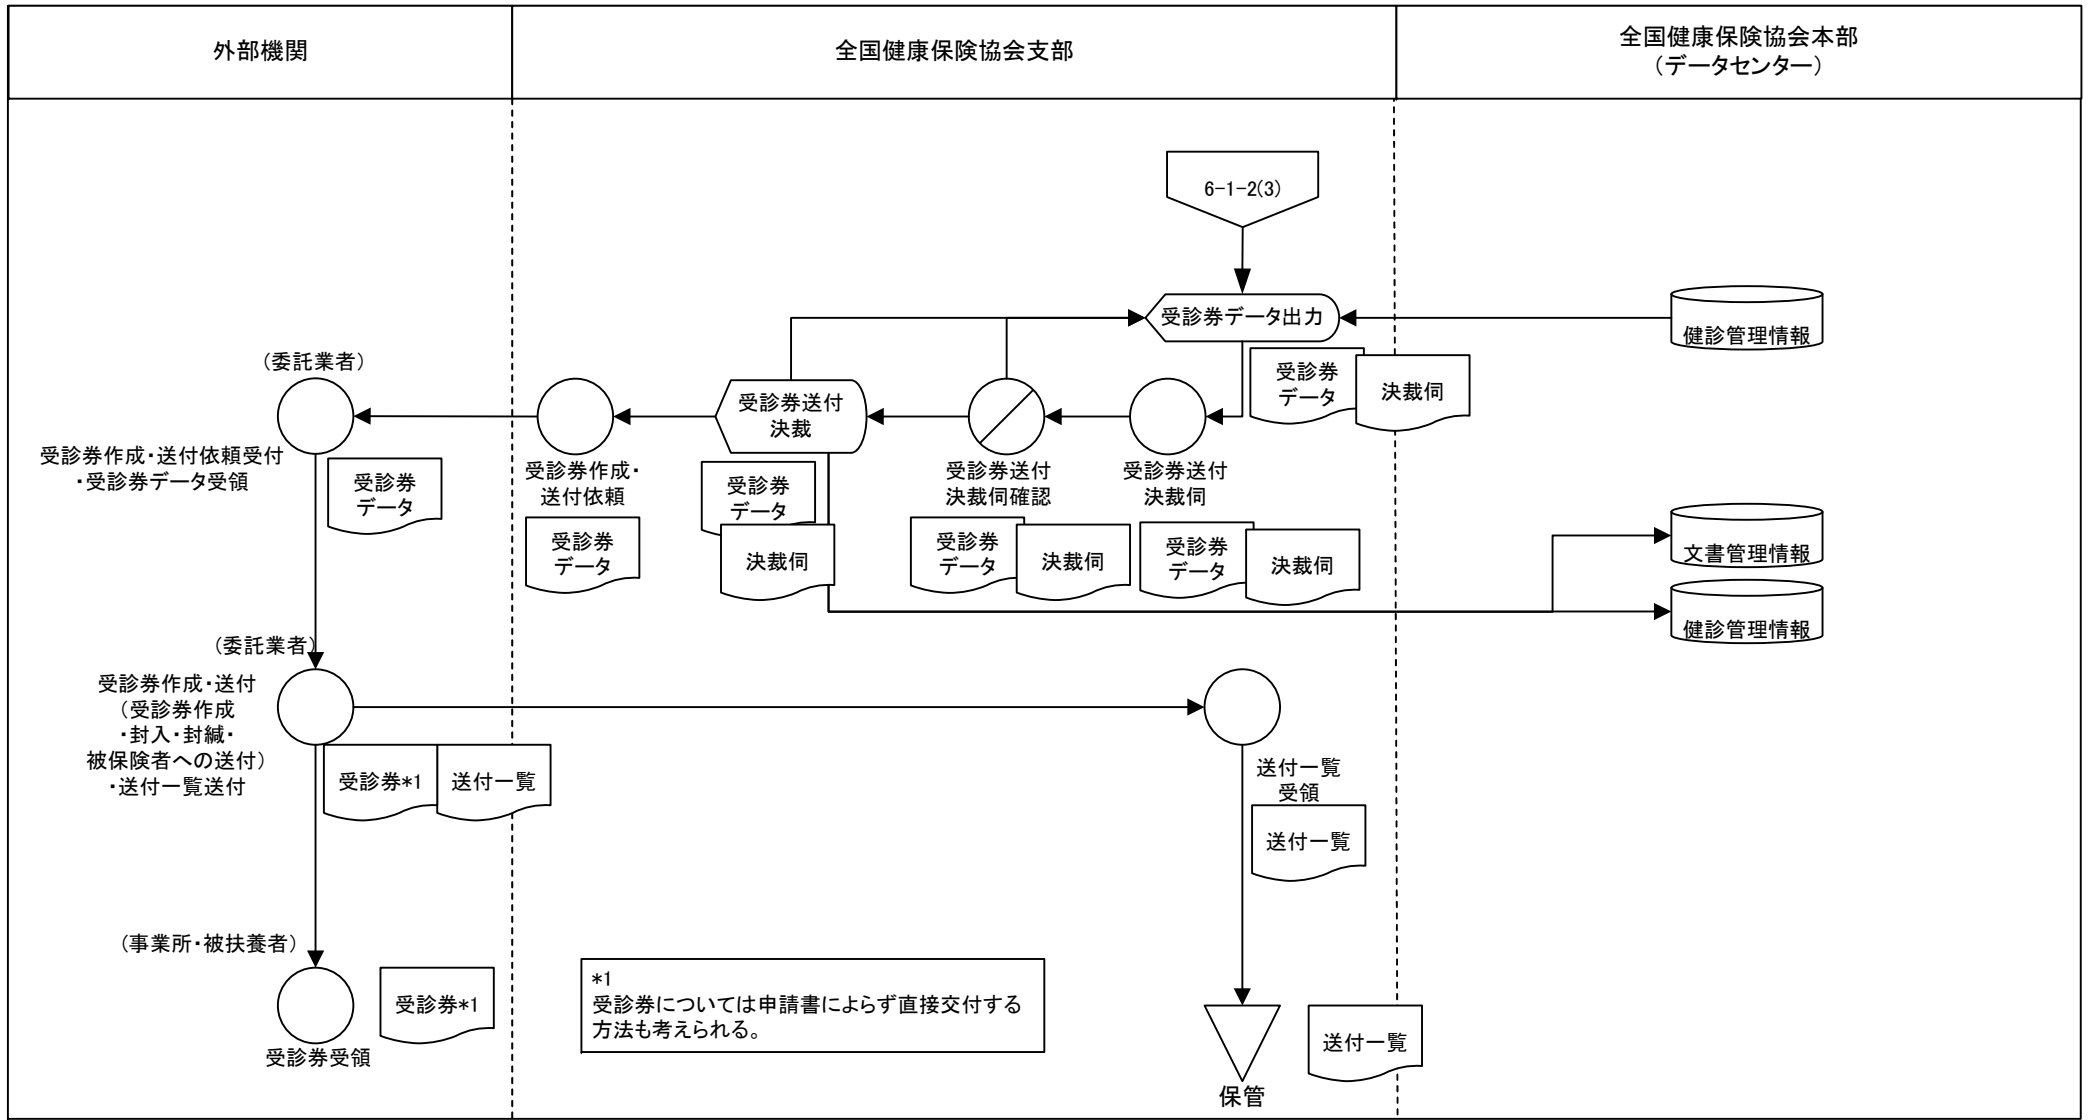 外部機関
全国健康保険協会支部
全国健康保険協会本部
（データセンター）
6-1-2(3)
受診券データ出力
健診管理情報
受診券
データ
決裁伺
（委託業者）
受診券作成・送付依頼受付
・受診券データ受領
受診券
データ
受診券作成・
送付依頼
受診券
データ
受診券送付
決裁
受診券
データ
決裁伺
受診券送付
決裁伺確認
受診券
データ
決裁伺
受診券送付
決裁伺
受診券
データ
決裁伺
文書管理情報
健診管理情報
（委託業者）
受診券作成・送付
（受診券作成
・封入・封緘・
被保険者への送付）
・送付一覧送付
受診券*1
送付一覧
送付一覧
受領
送付一覧
（事業所・被扶養者）
受診券*1
受診券受領
*1
受診券については申請書によらず直接交付する
方法も考えられる。
送付一覧
保管